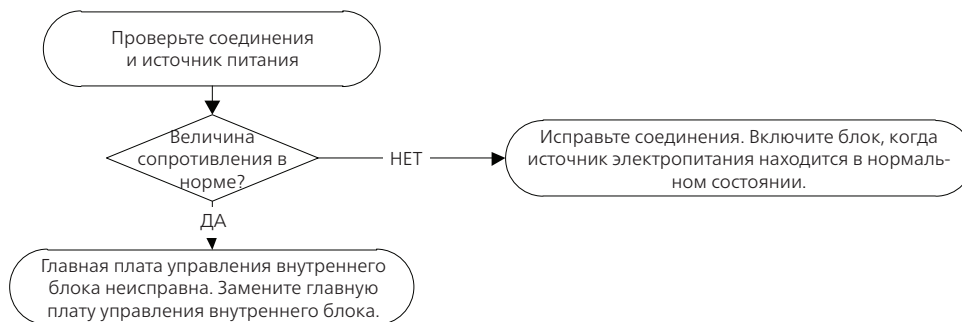 Проверьте соединения
и источник питания
Величина
сопротивления в
норме?
НЕТ
Исправьте соединения. Включите блок, когда
источник электропитания находится в нормаль-
ном состоянии.
ДА
Главная плата управления внутреннего
блока неисправна. Замените главную
плату управления внутреннего блока.